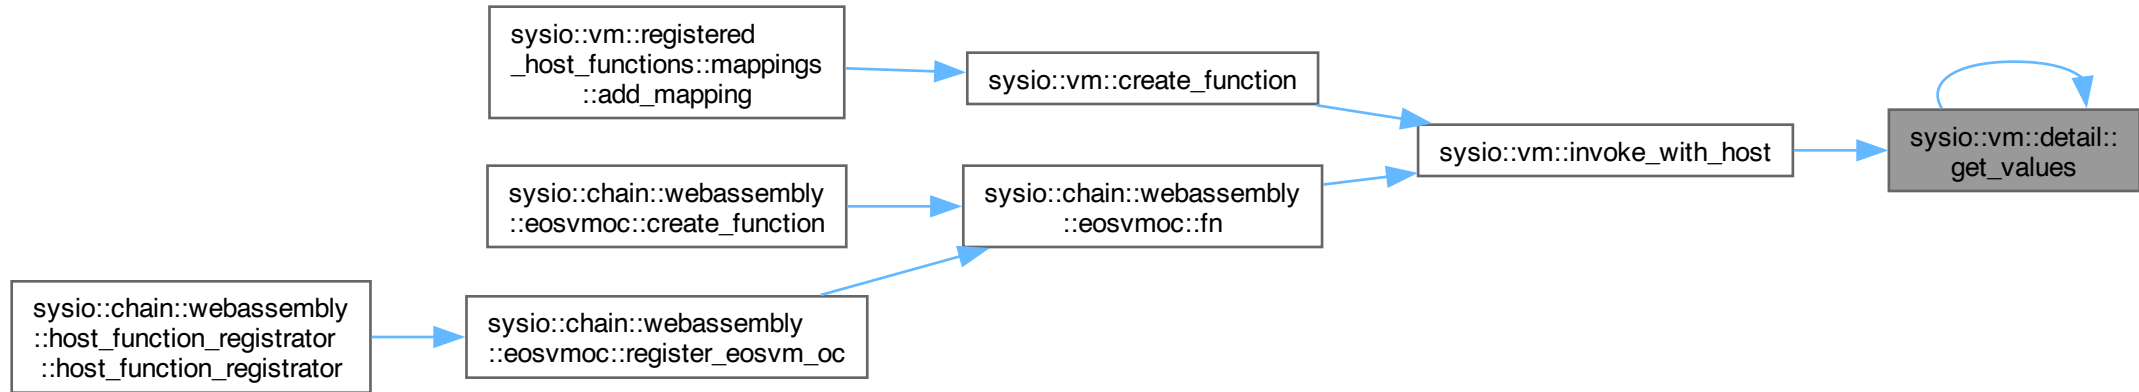 sysio::vm::registered
_host_functions::mappings
::add_mapping
sysio::vm::create_function
sysio::vm::invoke_with_host
sysio::vm::detail::
get_values
sysio::chain::webassembly
::eosvmoc::create_function
sysio::chain::webassembly
::eosvmoc::fn
sysio::chain::webassembly
::host_function_registrator
::host_function_registrator
sysio::chain::webassembly
::eosvmoc::register_eosvm_oc